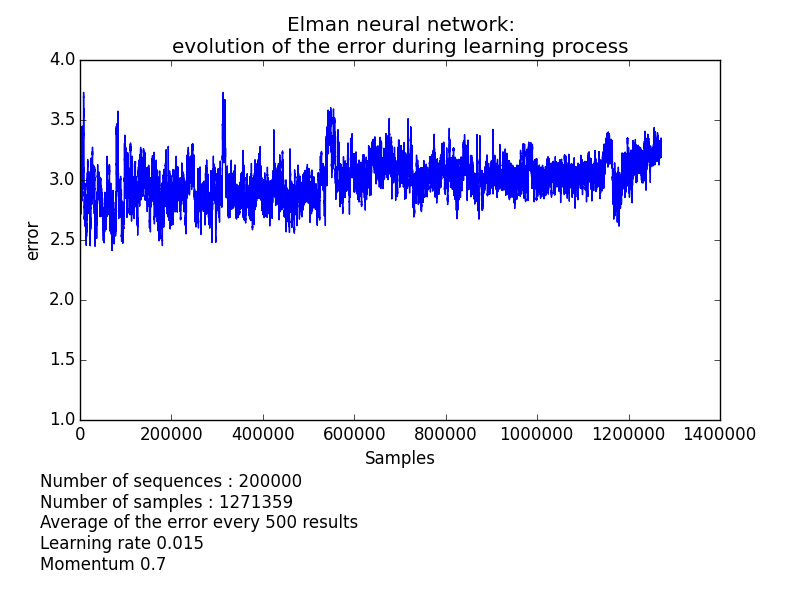 Elman neural network:
evolution of the error during learning process
4.0
3.5
3.0
2.5
2.0
1.5
1.0
error
0 200000 400000 600000 800000 1000000 1200000 1400000
Samples
Number of sequences : 200000
Number of samples : 1271359
Average of the error every 500 results
Learning rate 0.015
Momentum 0.7